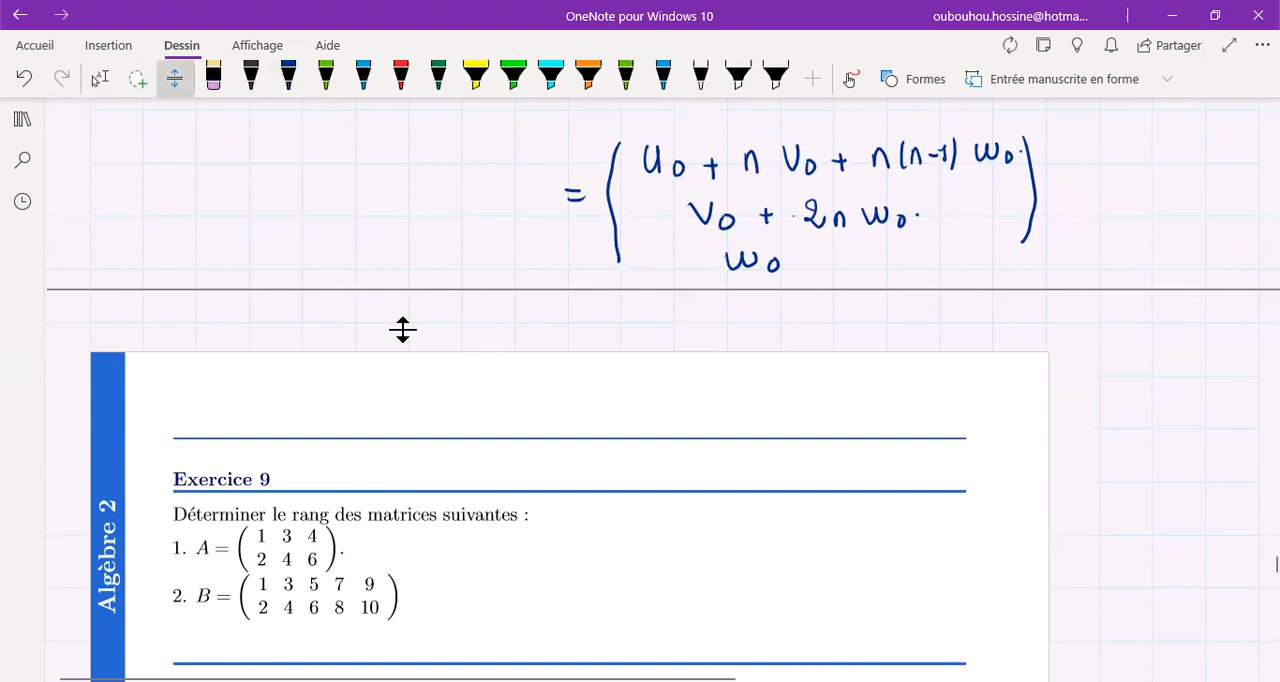 OneNote pour Windows 10
oubouhou.hossine@hotma...
Accueil Insertion Dessin Affichage Aide
Partager
Formes Entrée manuscrite en forme
= ( u₀ + n v₀ + n(n-1) w₀.
v₀ + 2n w₀.
w₀ )
Algèbre 2
Exercice 9
Déterminer le rang des matrices suivantes :
1. A = ( 1 3 4
2 4 6 ).
2. B = ( 1 3 5 7 9
2 4 6 8 10 )